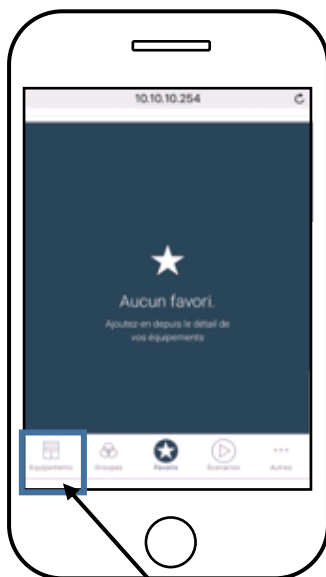 10.10.10.254
Aucun favori.
Ajoutez-en depuis le détail de
vos équipements
Equipements
Groupes
Favoris
Scénarios
Autres